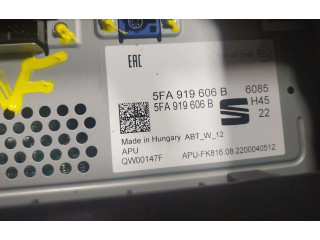 EAC
5FA 919 606 B 6085
5FA 919 606 B H45
22
Made in Hungary ABT_W_12
APU
QW00147F APU-FK816.08.2200040512